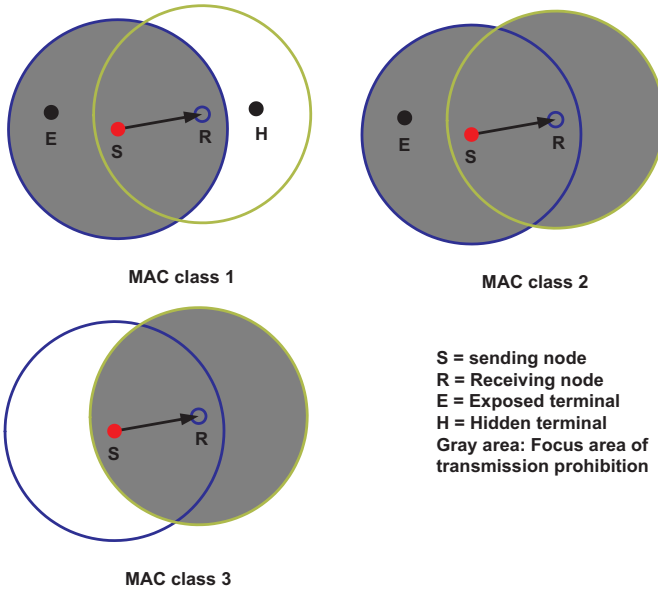 E
S
R
H
MAC class 1
E
S
R
MAC class 2
S
R
MAC class 3
S = sending node
R = Receiving node
E = Exposed terminal
H = Hidden terminal
Gray area: Focus area of
transmission prohibition